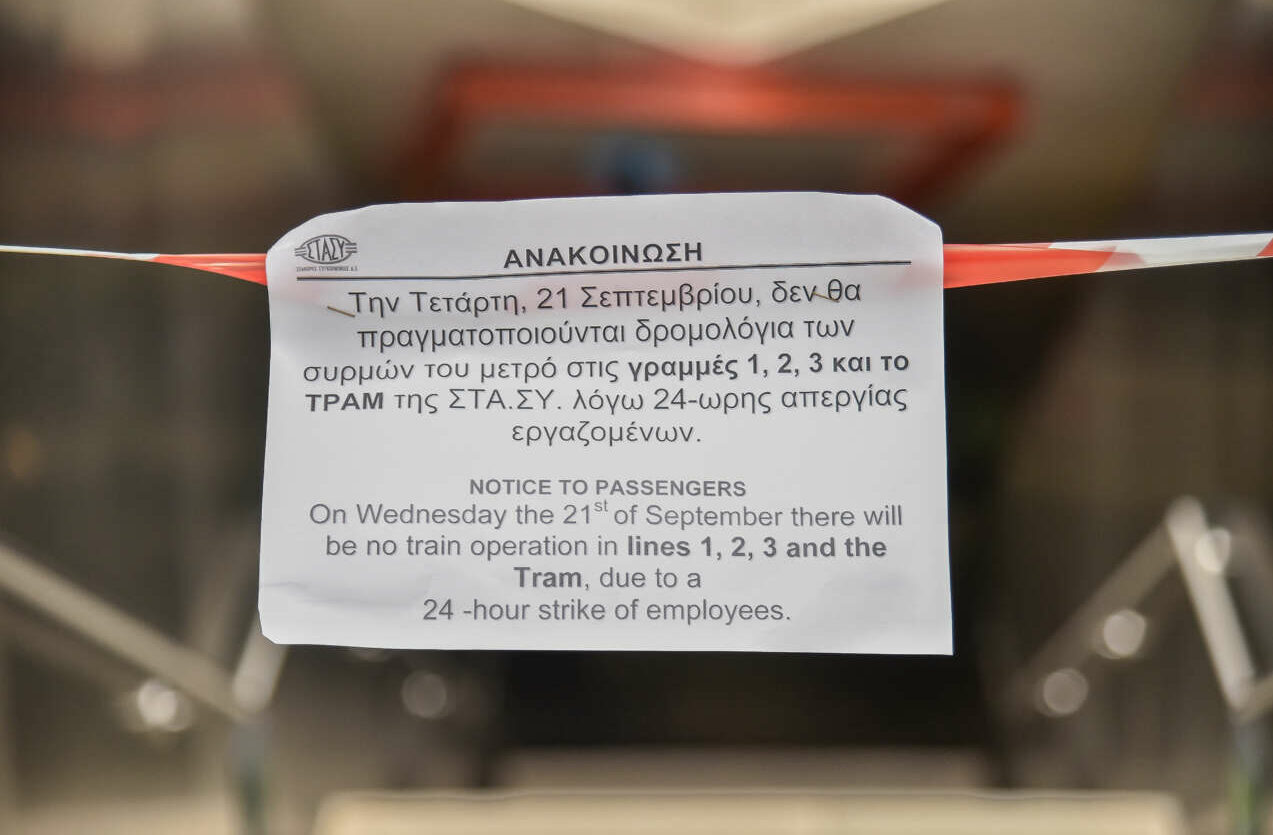 ΣΤΑΣΥ
ΑΝΑΚΟΙΝΩΣΗ
Την Τετάρτη, 21 Σεπτεμβρίου, δεν θα
πραγματοποιούνται δρομολόγια των
συρμών του μετρό στις γραμμές 1, 2, 3 και το
ΤΡΑΜ της ΣΤΑ.ΣΥ. λόγω 24-ωρης απεργίας
εργαζομένων.
NOTICE TO PASSENGERS
On Wednesday the 21st of September there will
be no train operation in lines 1, 2, 3 and the
Tram, due to a
24 -hour strike of employees.